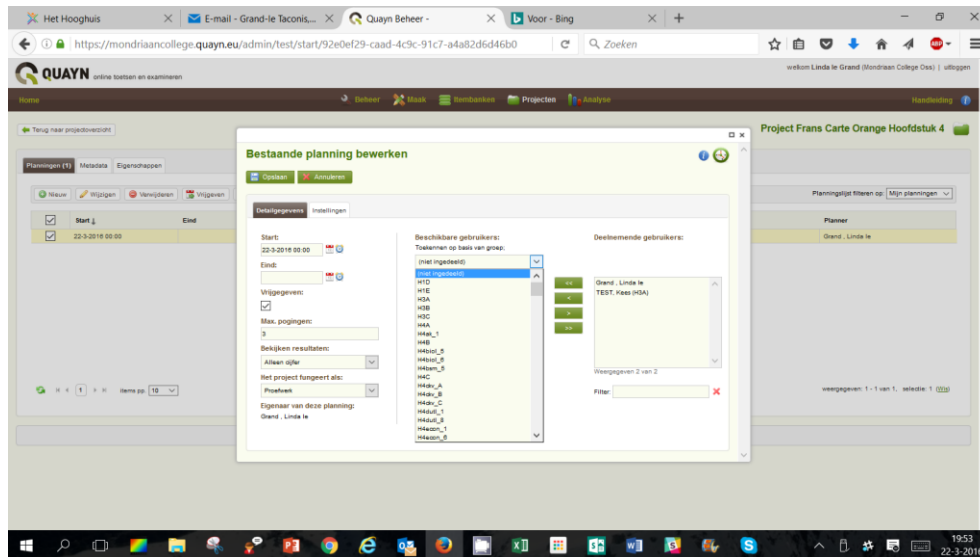 Het Hooghuis
E-mail - Grand-le Taconis,...
Quayn Beheer -
Voor - Bing
https://mondriaancollege.quayn.eu/admin/test/start/92e0ef29-caad-4c9c-91c7-a4a82d6d46b0
Zoeken
ABP
QUAYN online toetsen en examineren
welkom Linda le Grand (Mondriaan College Oss) | uitloggen
Home
Beheer
Maak
Itembanken
Projecten
Analyse
Handleiding
Terug naar projectoverzicht
Project Frans Carte Orange Hoofdstuk 4
Planningen (1)
Metadata
Eigenschappen
Nieuw
Wijzigen
Verwijderen
Vrijgeven
Planningslijst filteren op: Mijn planningen
Start
Eind
Planner
22-3-2016 00:00
Grand , Linda le
Bestaande planning bewerken
Opslaan
Annuleren
Detailgegevens
Instellingen
Start:
22-3-2016 00:00
Eind:
Vrijgegeven:
Max. pogingen:
3
Bekijken resultaten:
Alleen cijfer
Het project fungeert als:
Proefwerk
Eigenaar van deze planning:
Grand , Linda le
Beschikbare gebruikers:
Toekennen op basis van groep:
(niet ingedeeld)
(niet ingedeeld)
H1D
H1E
H3A
H3B
H3C
H4A
H4ak_1
H4B
H4biol_5
H4biol_6
H4bsm_5
H4C
H4dv_A
H4dv_B
H4dv_C
H4dutl_1
H4dutl_5
H4econ_1
H4econ_6
<<
<
>
>>
Deelnemende gebruikers:
Grand , Linda le
TEST, Kees (H3A)
Weergegeven 2 van 2
Filter:
1
items pp. 10
weergegeven: 1 - 1 van 1, selectie: 1 (Wis)
19:53
22-3-201